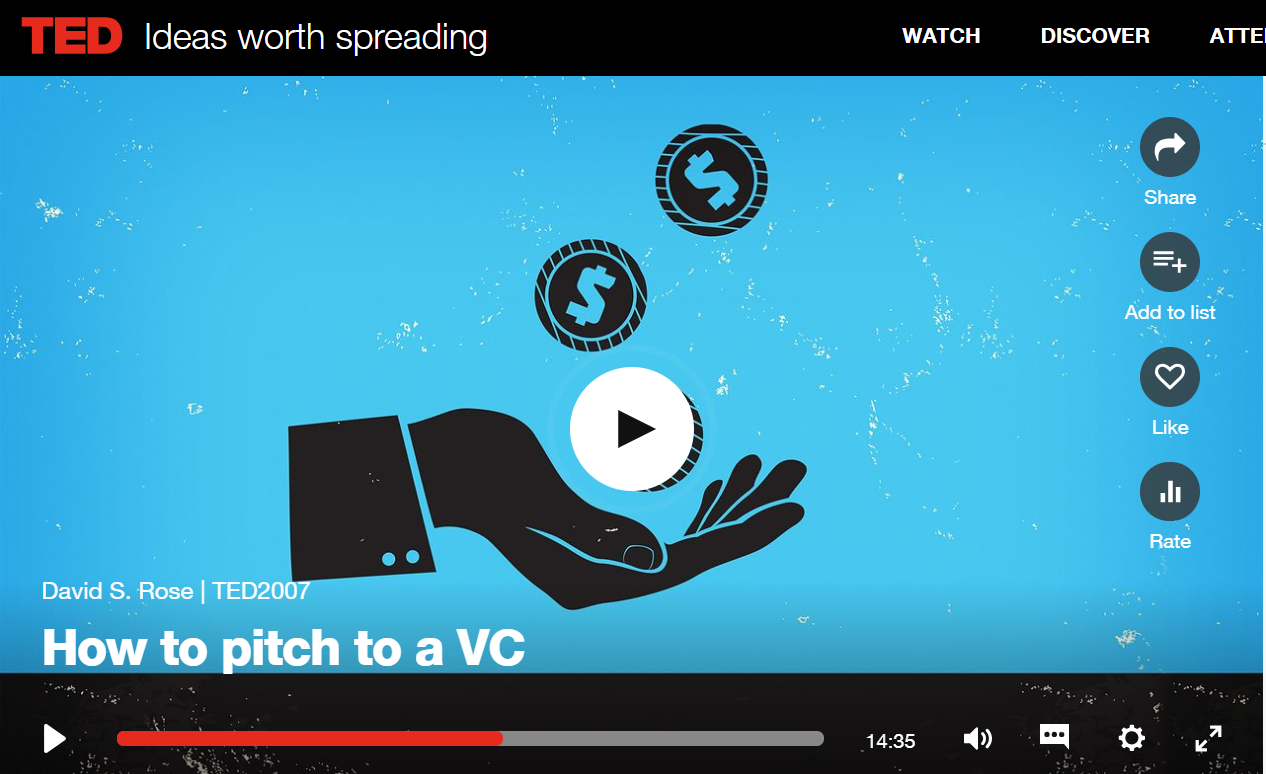 TED Ideas worth spreading
WATCH DISCOVER ATTE
Share
Add to list
Like
Rate
David S. Rose | TED2007
How to pitch to a VC
14:35